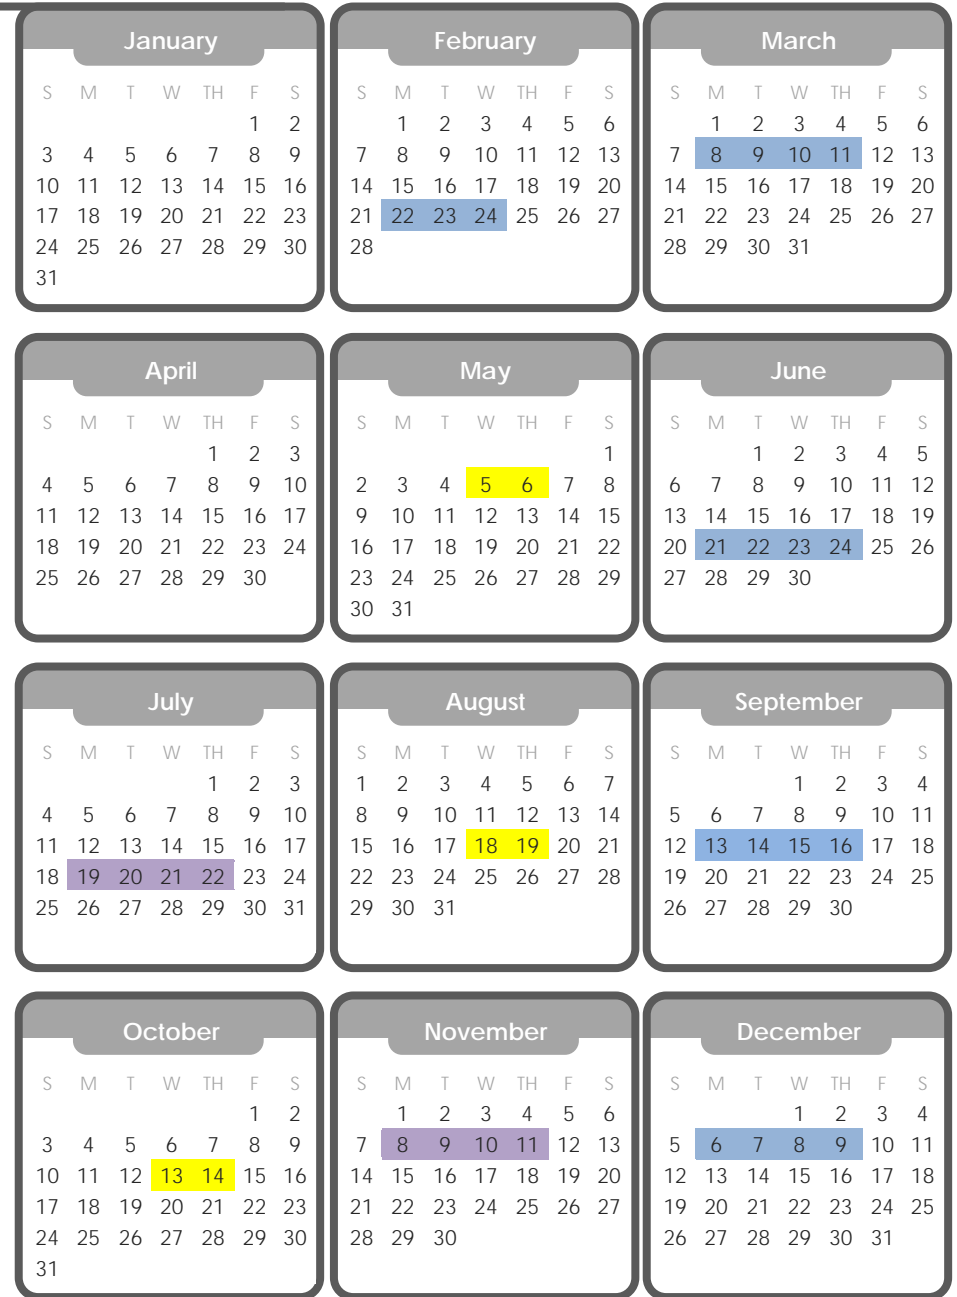 January
S M T W TH F S
1 2
3 4 5 6 7 8 9
10 11 12 13 14 15 16
17 18 19 20 21 22 23
24 25 26 27 28 29 30
31
February
S M T W TH F S
1 2 3 4 5 6
7 8 9 10 11 12 13
14 15 16 17 18 19 20
21 22 23 24 25 26 27
28
March
S M T W TH F S
1 2 3 4 5 6
7 8 9 10 11 12 13
14 15 16 17 18 19 20
21 22 23 24 25 26 27
28 29 30 31
April
S M T W TH F S
1 2 3
4 5 6 7 8 9 10
11 12 13 14 15 16 17
18 19 20 21 22 23 24
25 26 27 28 29 30
May
S M T W TH F S
1
2 3 4 5 6 7 8
9 10 11 12 13 14 15
16 17 18 19 20 21 22
23 24 25 26 27 28 29
30 31
June
S M T W TH F S
1 2 3 4 5
6 7 8 9 10 11 12
13 14 15 16 17 18 19
20 21 22 23 24 25 26
27 28 29 30
July
S M T W TH F S
1 2 3
4 5 6 7 8 9 10
11 12 13 14 15 16 17
18 19 20 21 22 23 24
25 26 27 28 29 30 31
August
S M T W TH F S
1 2 3 4 5 6 7
8 9 10 11 12 13 14
15 16 17 18 19 20 21
22 23 24 25 26 27 28
29 30 31
September
S M T W TH F S
1 2 3 4
5 6 7 8 9 10 11
12 13 14 15 16 17 18
19 20 21 22 23 24 25
26 27 28 29 30
October
S M T W TH F S
1 2
3 4 5 6 7 8 9
10 11 12 13 14 15 16
17 18 19 20 21 22 23
24 25 26 27 28 29 30
31
November
S M T W TH F S
1 2 3 4 5 6
7 8 9 10 11 12 13
14 15 16 17 18 19 20
21 22 23 24 25 26 27
28 29 30
December
S M T W TH F S
1 2 3 4
5 6 7 8 9 10 11
12 13 14 15 16 17 18
19 20 21 22 23 24 25
26 27 28 29 30 31